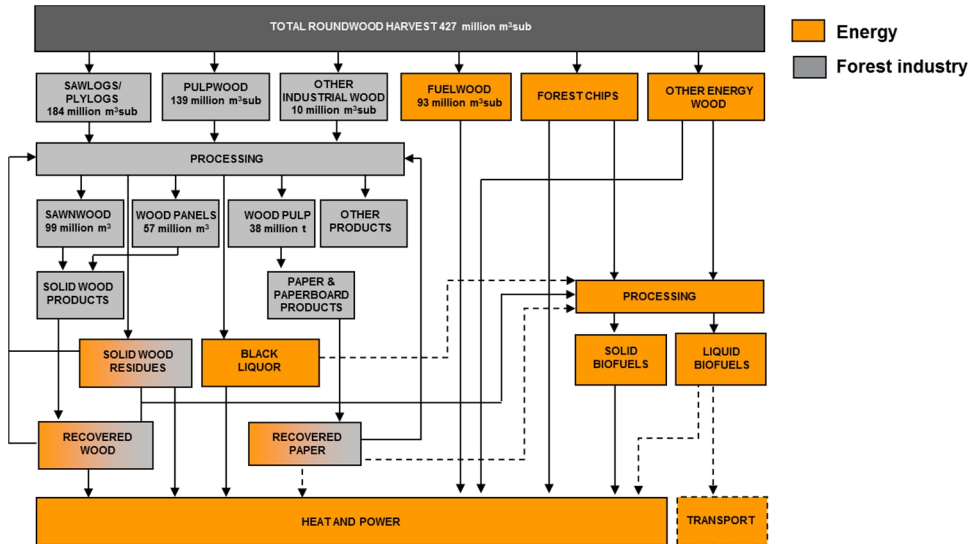 TOTAL ROUNDWOOD HARVEST 427 million m³sub
Energy
Forest industry
SAWLOGS/
PLYLOGS
184 million m³sub
PULPWOOD
139 million m³sub
OTHER
INDUSTRIAL WOOD
10 million m³sub
FUELWOOD
93 million m³sub
FOREST CHIPS
OTHER ENERGY
WOOD
PROCESSING
SAWNWOOD
99 million m³
WOOD PANELS
57 million m³
WOOD PULP
38 million t
OTHER
PRODUCTS
SOLID WOOD
PRODUCTS
PAPER &
PAPERBOARD
PRODUCTS
PROCESSING
SOLID WOOD
RESIDUES
BLACK
LIQUOR
SOLID
BIOFUELS
LIQUID
BIOFUELS
RECOVERED
WOOD
RECOVERED
PAPER
HEAT AND POWER
TRANSPORT